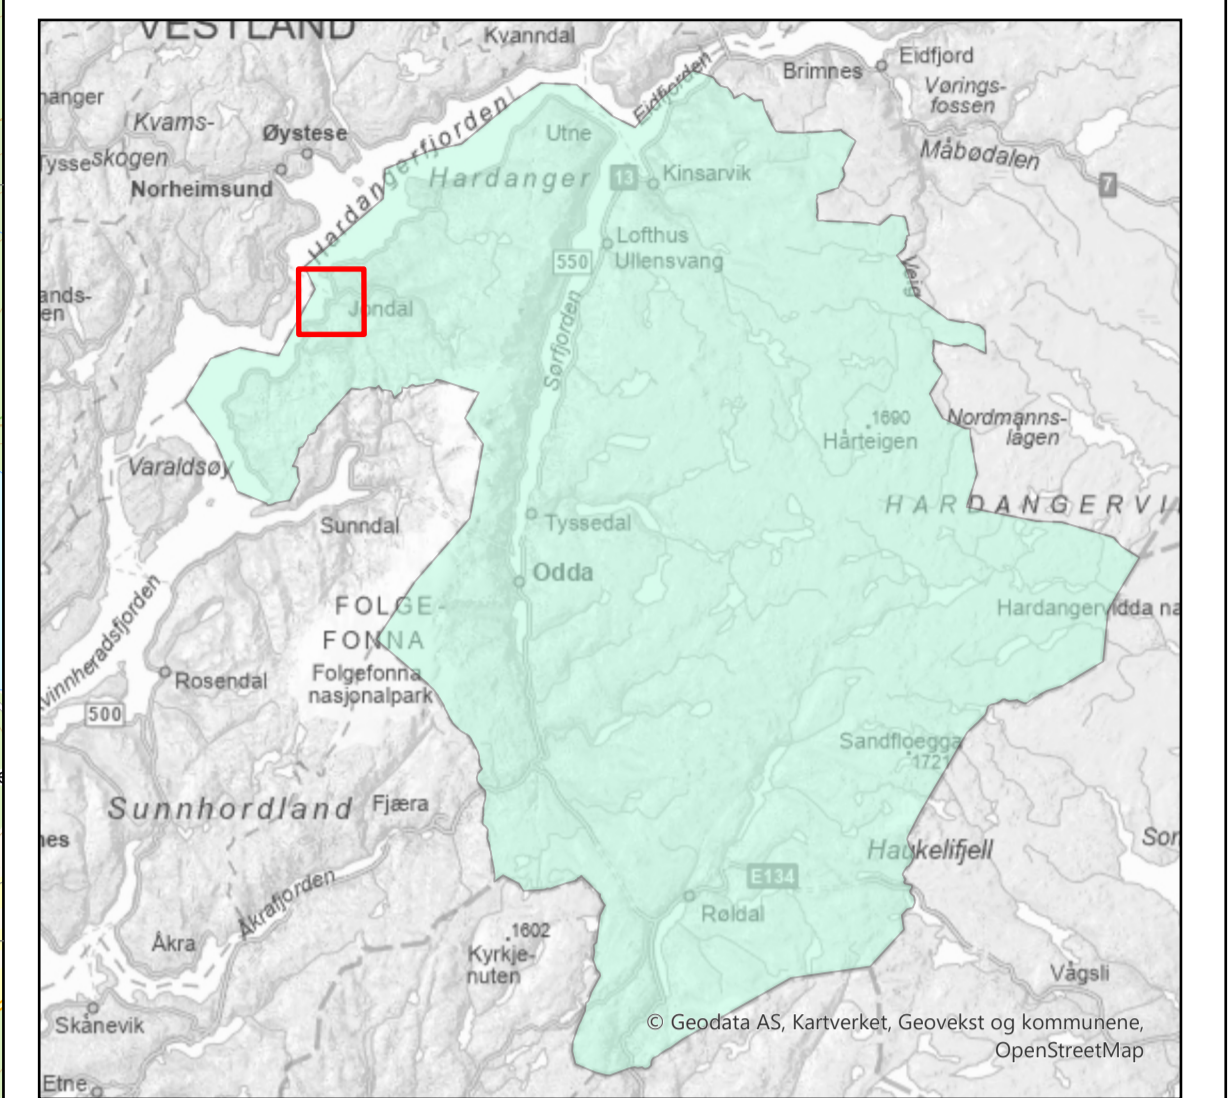 VESTLAND
Kvanndal
Eidfjord
Brimnes
Eidfjorden
Vørings-
fossen
nanger
Kvams-
skogen
Øystese
Utne
Måbødalen
Tysse
Norheimsund
Hardangerfjorden
Hardanger
13
Kinsarvik
7
Lofthus
Ullensvang
550
Veig
ands-
en
Jondal
Sørfjorden
1690
Hårteigen
Nordmanns-
lågen
Varaldsøy
HARDANGERVI
Sunndal
Tyssedal
Odda
FOLGE-
FONNA
Hardangervidda na
Folgefonna
nasjonalpark
vinnheradsfjorden
Rosendal
500
Sandfloegga
1721
Sunnhordland
Fjæra
nes
Haukelifjell
Sor
E134
Åkrafjorden
Røldal
1602
Kyrkje-
nuten
Åkra
Vågsli
Skånevik
© Geodata AS, Kartverket, Geovekst og kommunene,
OpenStreetMap
Etne